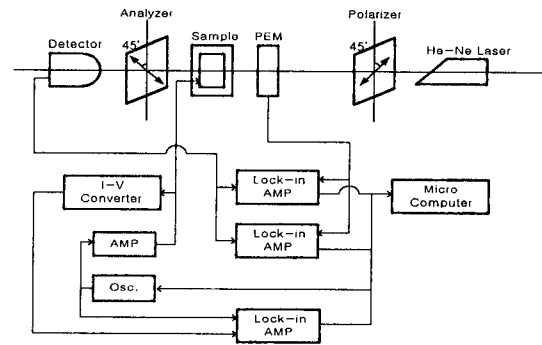 Analyzer
Polarizer
Sample
PEM
Detector
45°
45°
He-Ne Laser
I-V
Converter
Lock-in
AMP
Micro
Computer
AMP
Lock-in
AMP
Osc.
Lock-in
AMP